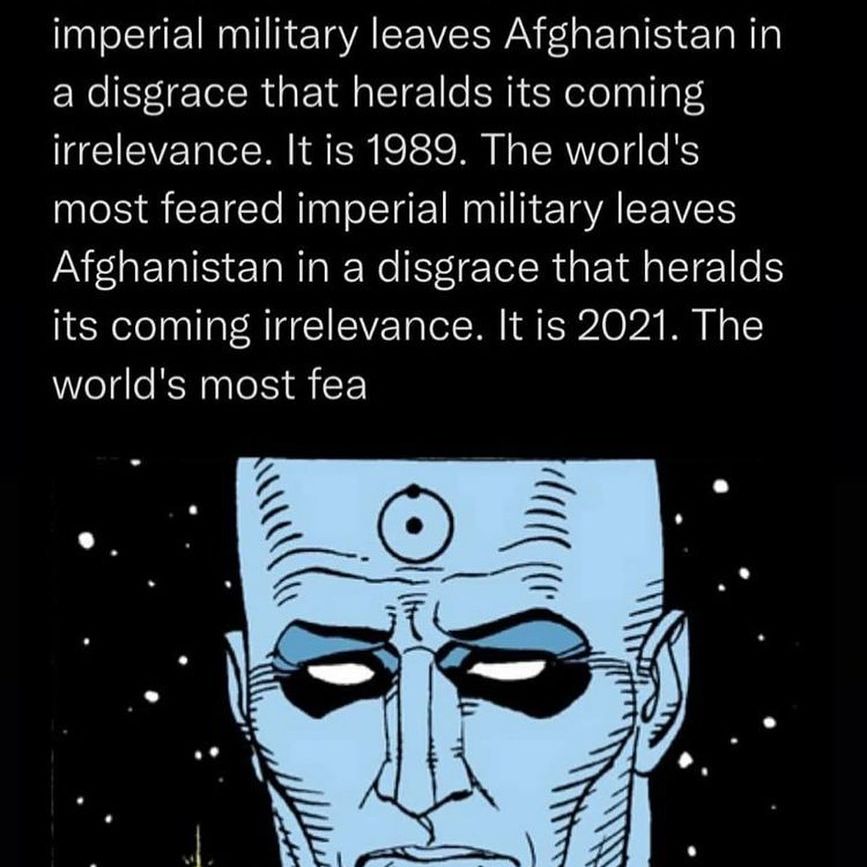 imperial military leaves Afghanistan in
a disgrace that heralds its coming
irrelevance. It is 1989. The world's
most feared imperial military leaves
Afghanistan in a disgrace that heralds
its coming irrelevance. It is 2021. The
world's most fea